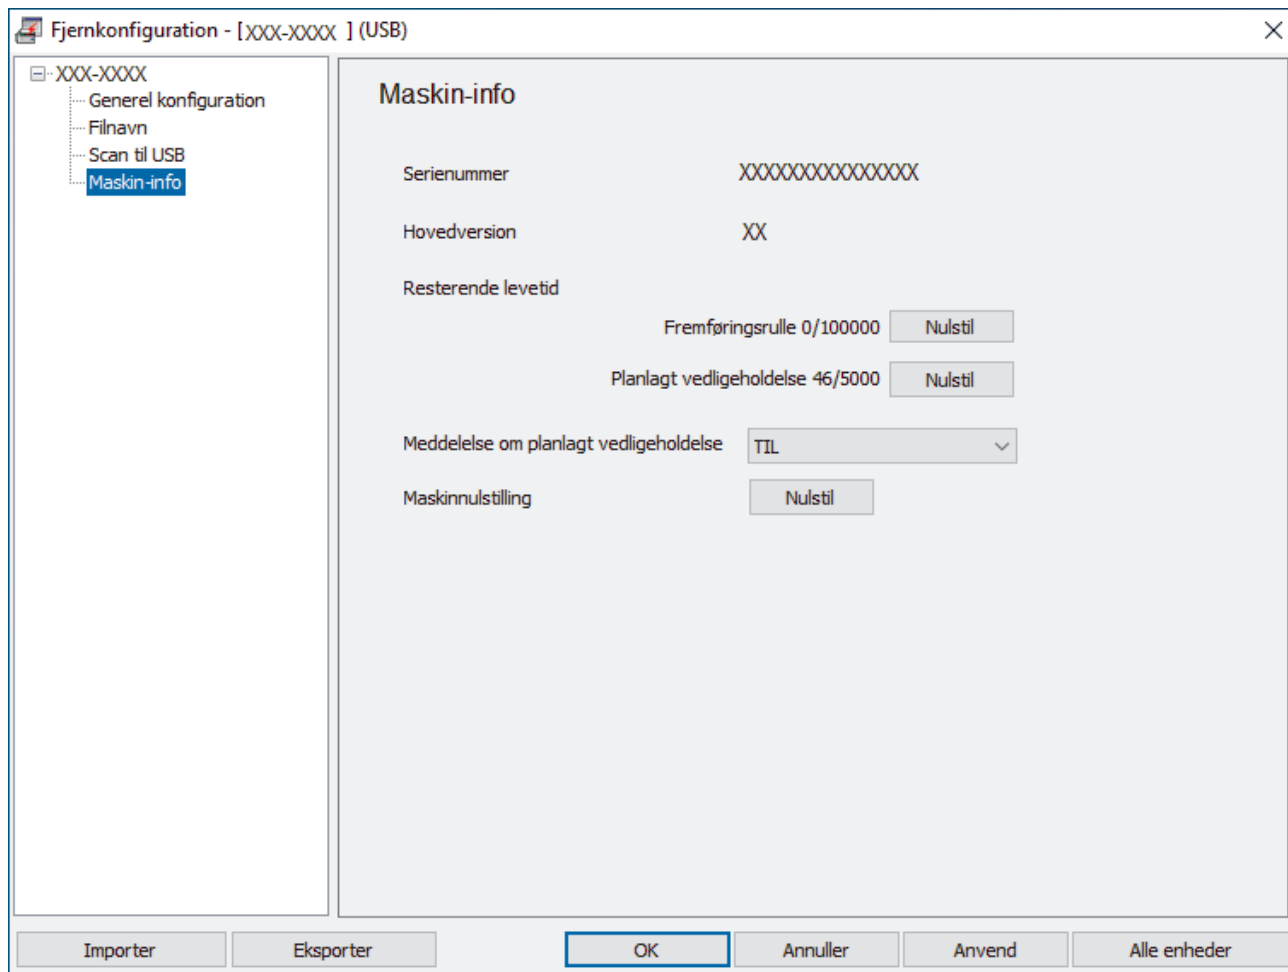 Fjernkonfiguration - [ XXX-XXXX ] (USB)
XXX-XXXX
Generel konfiguration
Filnavn
Scan til USB
Maskin-info
Maskin-info
Serienummer XXXXXXXXXXXXXXX
Hovedversion XX
Resterende levetid
Fremføringsrulle 0/100000 Nulstil
Planlagt vedligeholdelse 46/5000 Nulstil
Meddelelse om planlagt vedligeholdelse TIL
Maskinnulstilling Nulstil
Importer Eksporter OK Annuller Anvend Alle enheder